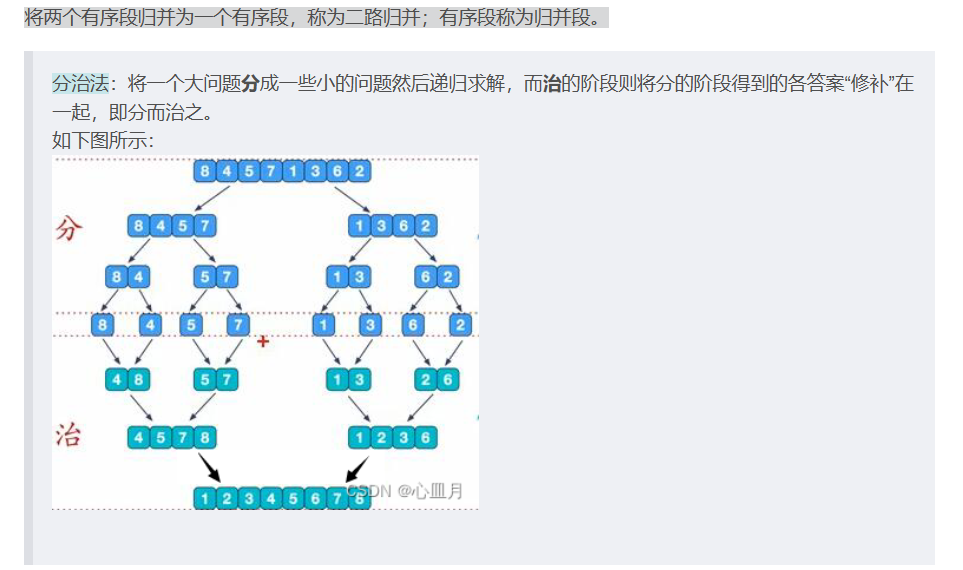 将两个有序段归并为一个有序段，称为二路归并；有序段称为归并段。
分治法：将一个大问题分成一些小的问题然后递归求解，而治的阶段则将分的阶段得到的各答案“修补”在
一起，即分而治之。
如下图所示：
8 4 5 7 1 3 6 2
分
8 4 5 7 1 3 6 2
8 4 5 7 1 3 6 2
8 4 5 7 1 3 6 2
+
4 8 5 7 1 3 2 6
治
4 5 7 8 1 2 3 6
1 2 3 4 5 6 7 8
CSDN @心皿月